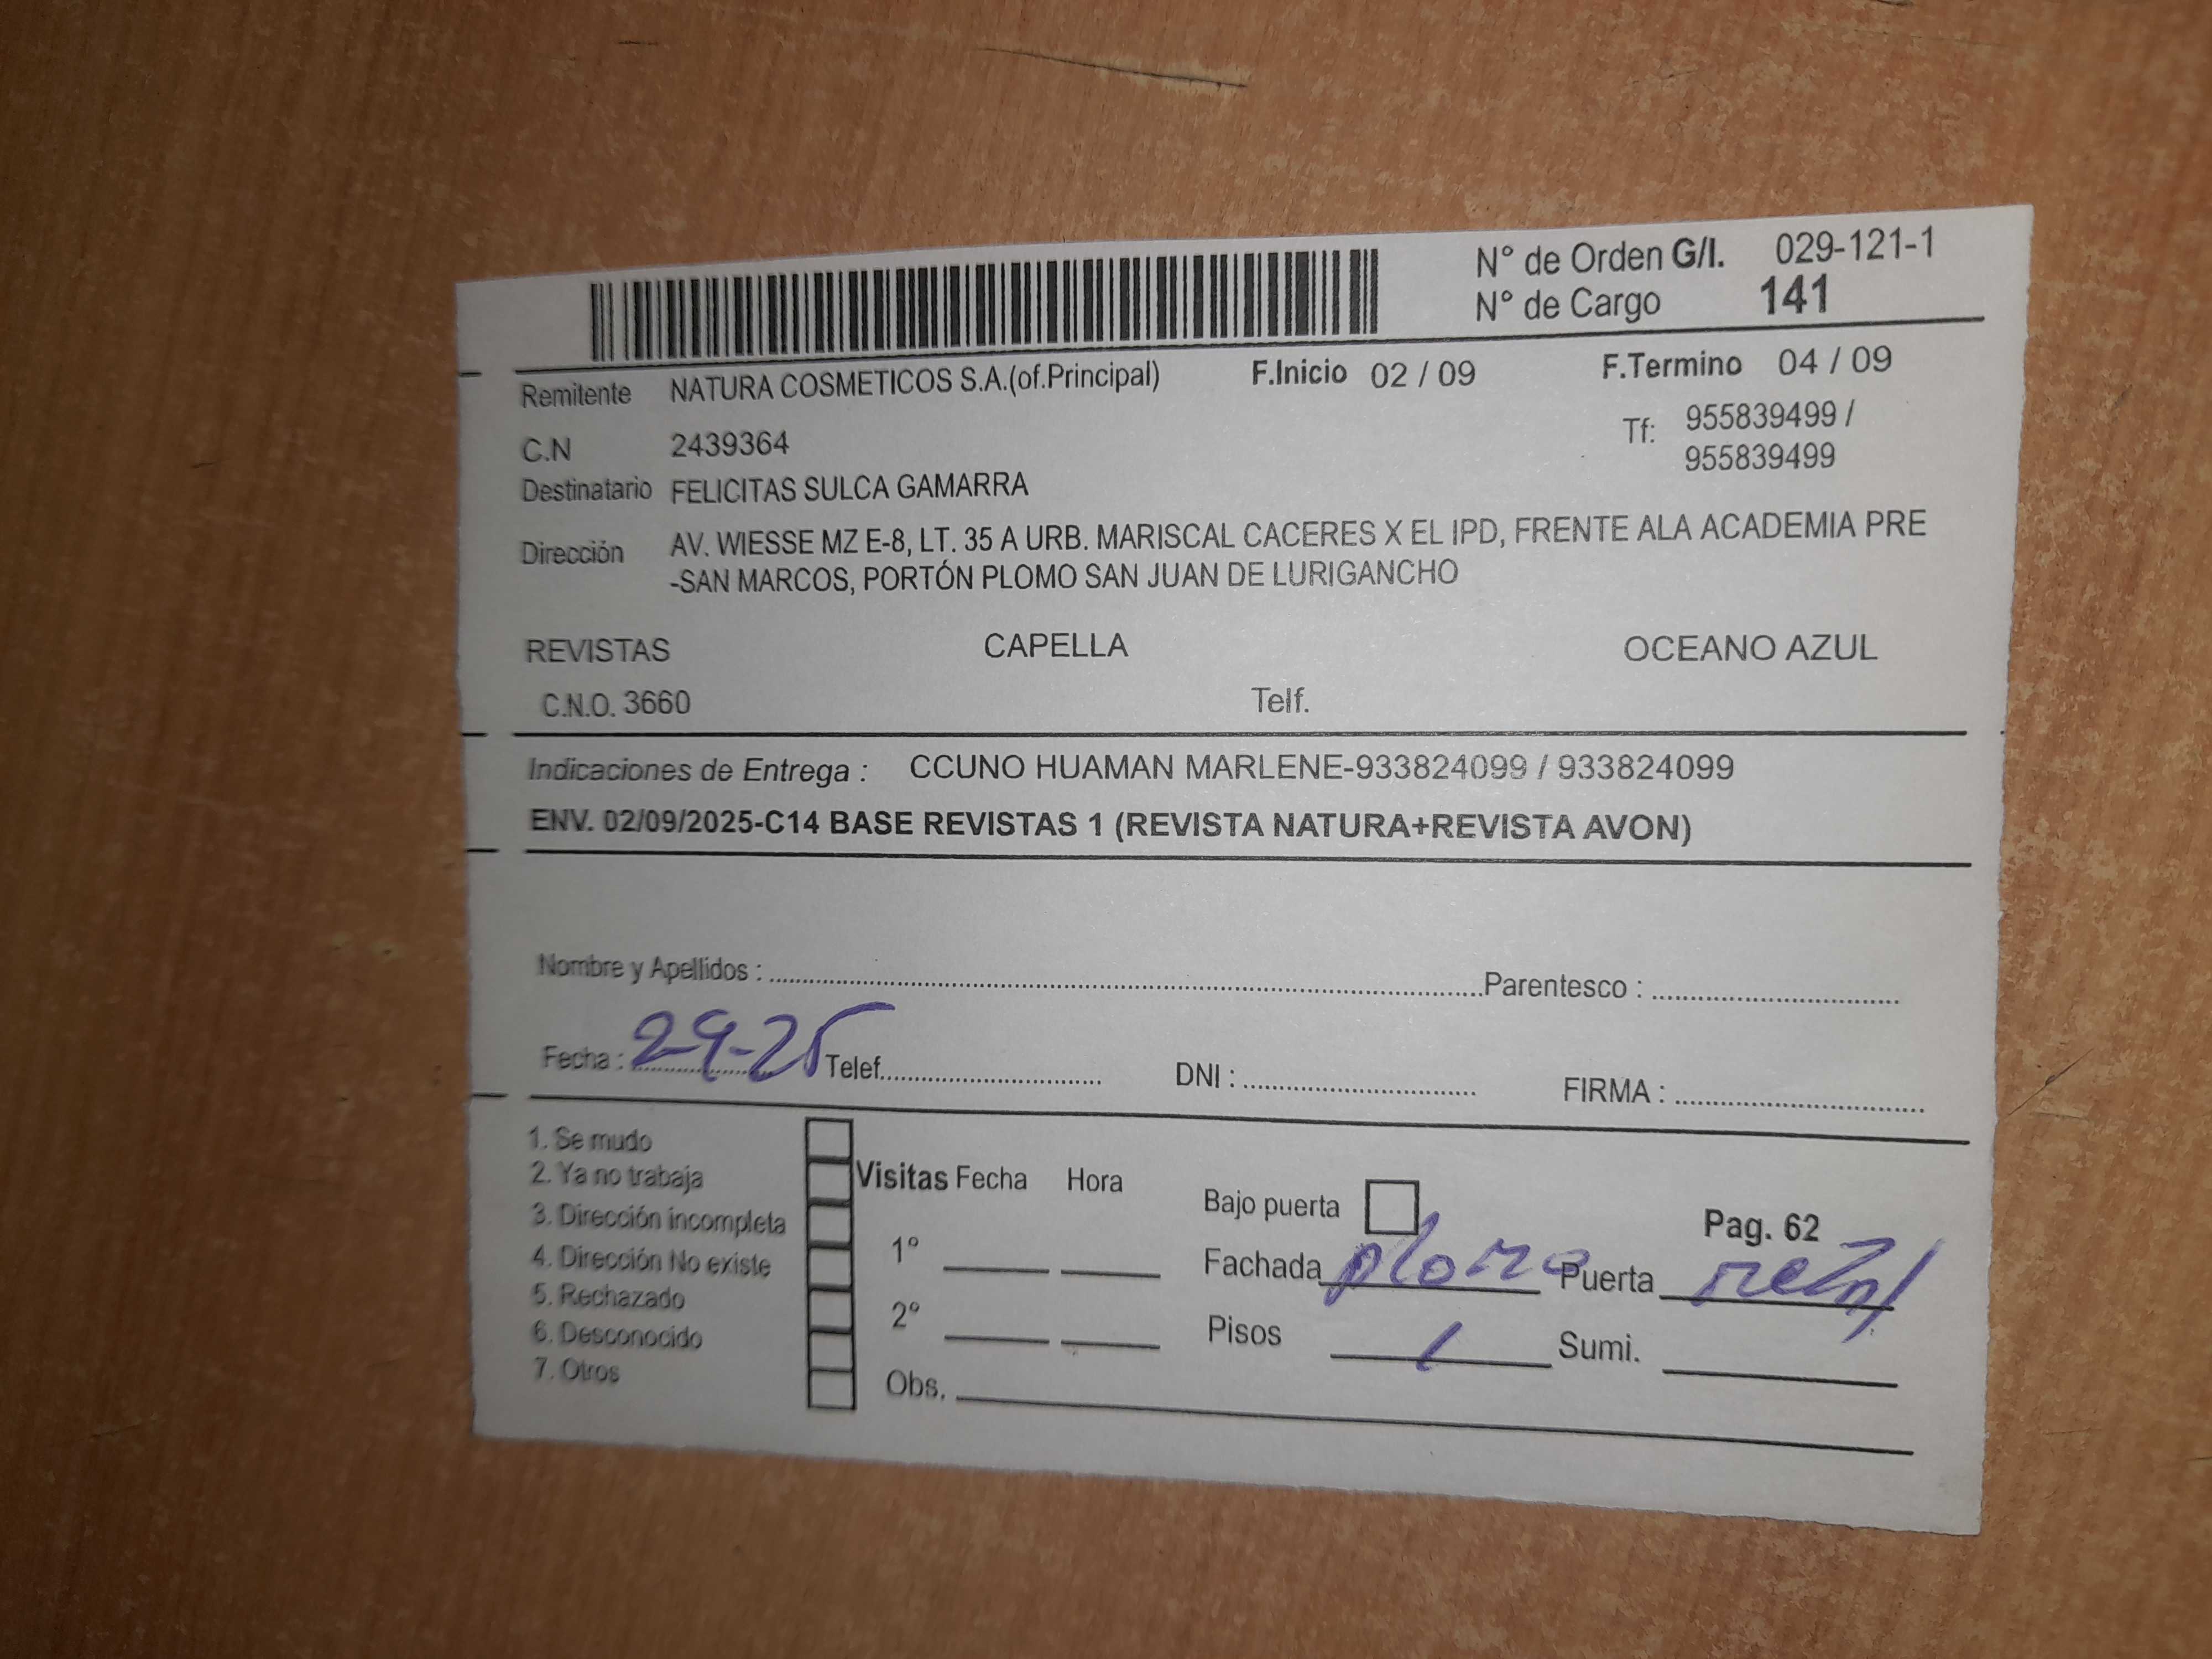 N° de Orden G/I. 029-121-1
N° de Cargo 141
Remitente NATURA COSMETICOS S.A.(of.Principal) F.Inicio 02 / 09 F.Termino 04 / 09
C.N 2439364 Tf: 955839499 /
955839499
Destinatario FELICITAS SULCA GAMARRA
Dirección AV. WIESSE MZ E-8, LT. 35 A URB. MARISCAL CACERES X EL IPD, FRENTE ALA ACADEMIA PRE
-SAN MARCOS, PORTÓN PLOMO SAN JUAN DE LURIGANCHO
REVISTAS CAPELLA OCEANO AZUL
C.N.O. 3660 Telf.
Indicaciones de Entrega : CCUNO HUAMAN MARLENE-933824099 / 933824099
ENV. 02/09/2025-C14 BASE REVISTAS 1 (REVISTA NATURA+REVISTA AVON)
Nombre y Apellidos : Parentesco :
Fecha : 2-9-25 Telef. DNI : FIRMA :
1. Se mudo
2. Ya no trabaja
3. Dirección incompleta
4. Dirección No existe
5. Rechazado
6. Desconocido
7. Otros
Visitas Fecha Hora
1°
2°
Obs.
Bajo puerta Pag. 62
Fachada plomo Puerta
Pisos 1 Sumi.